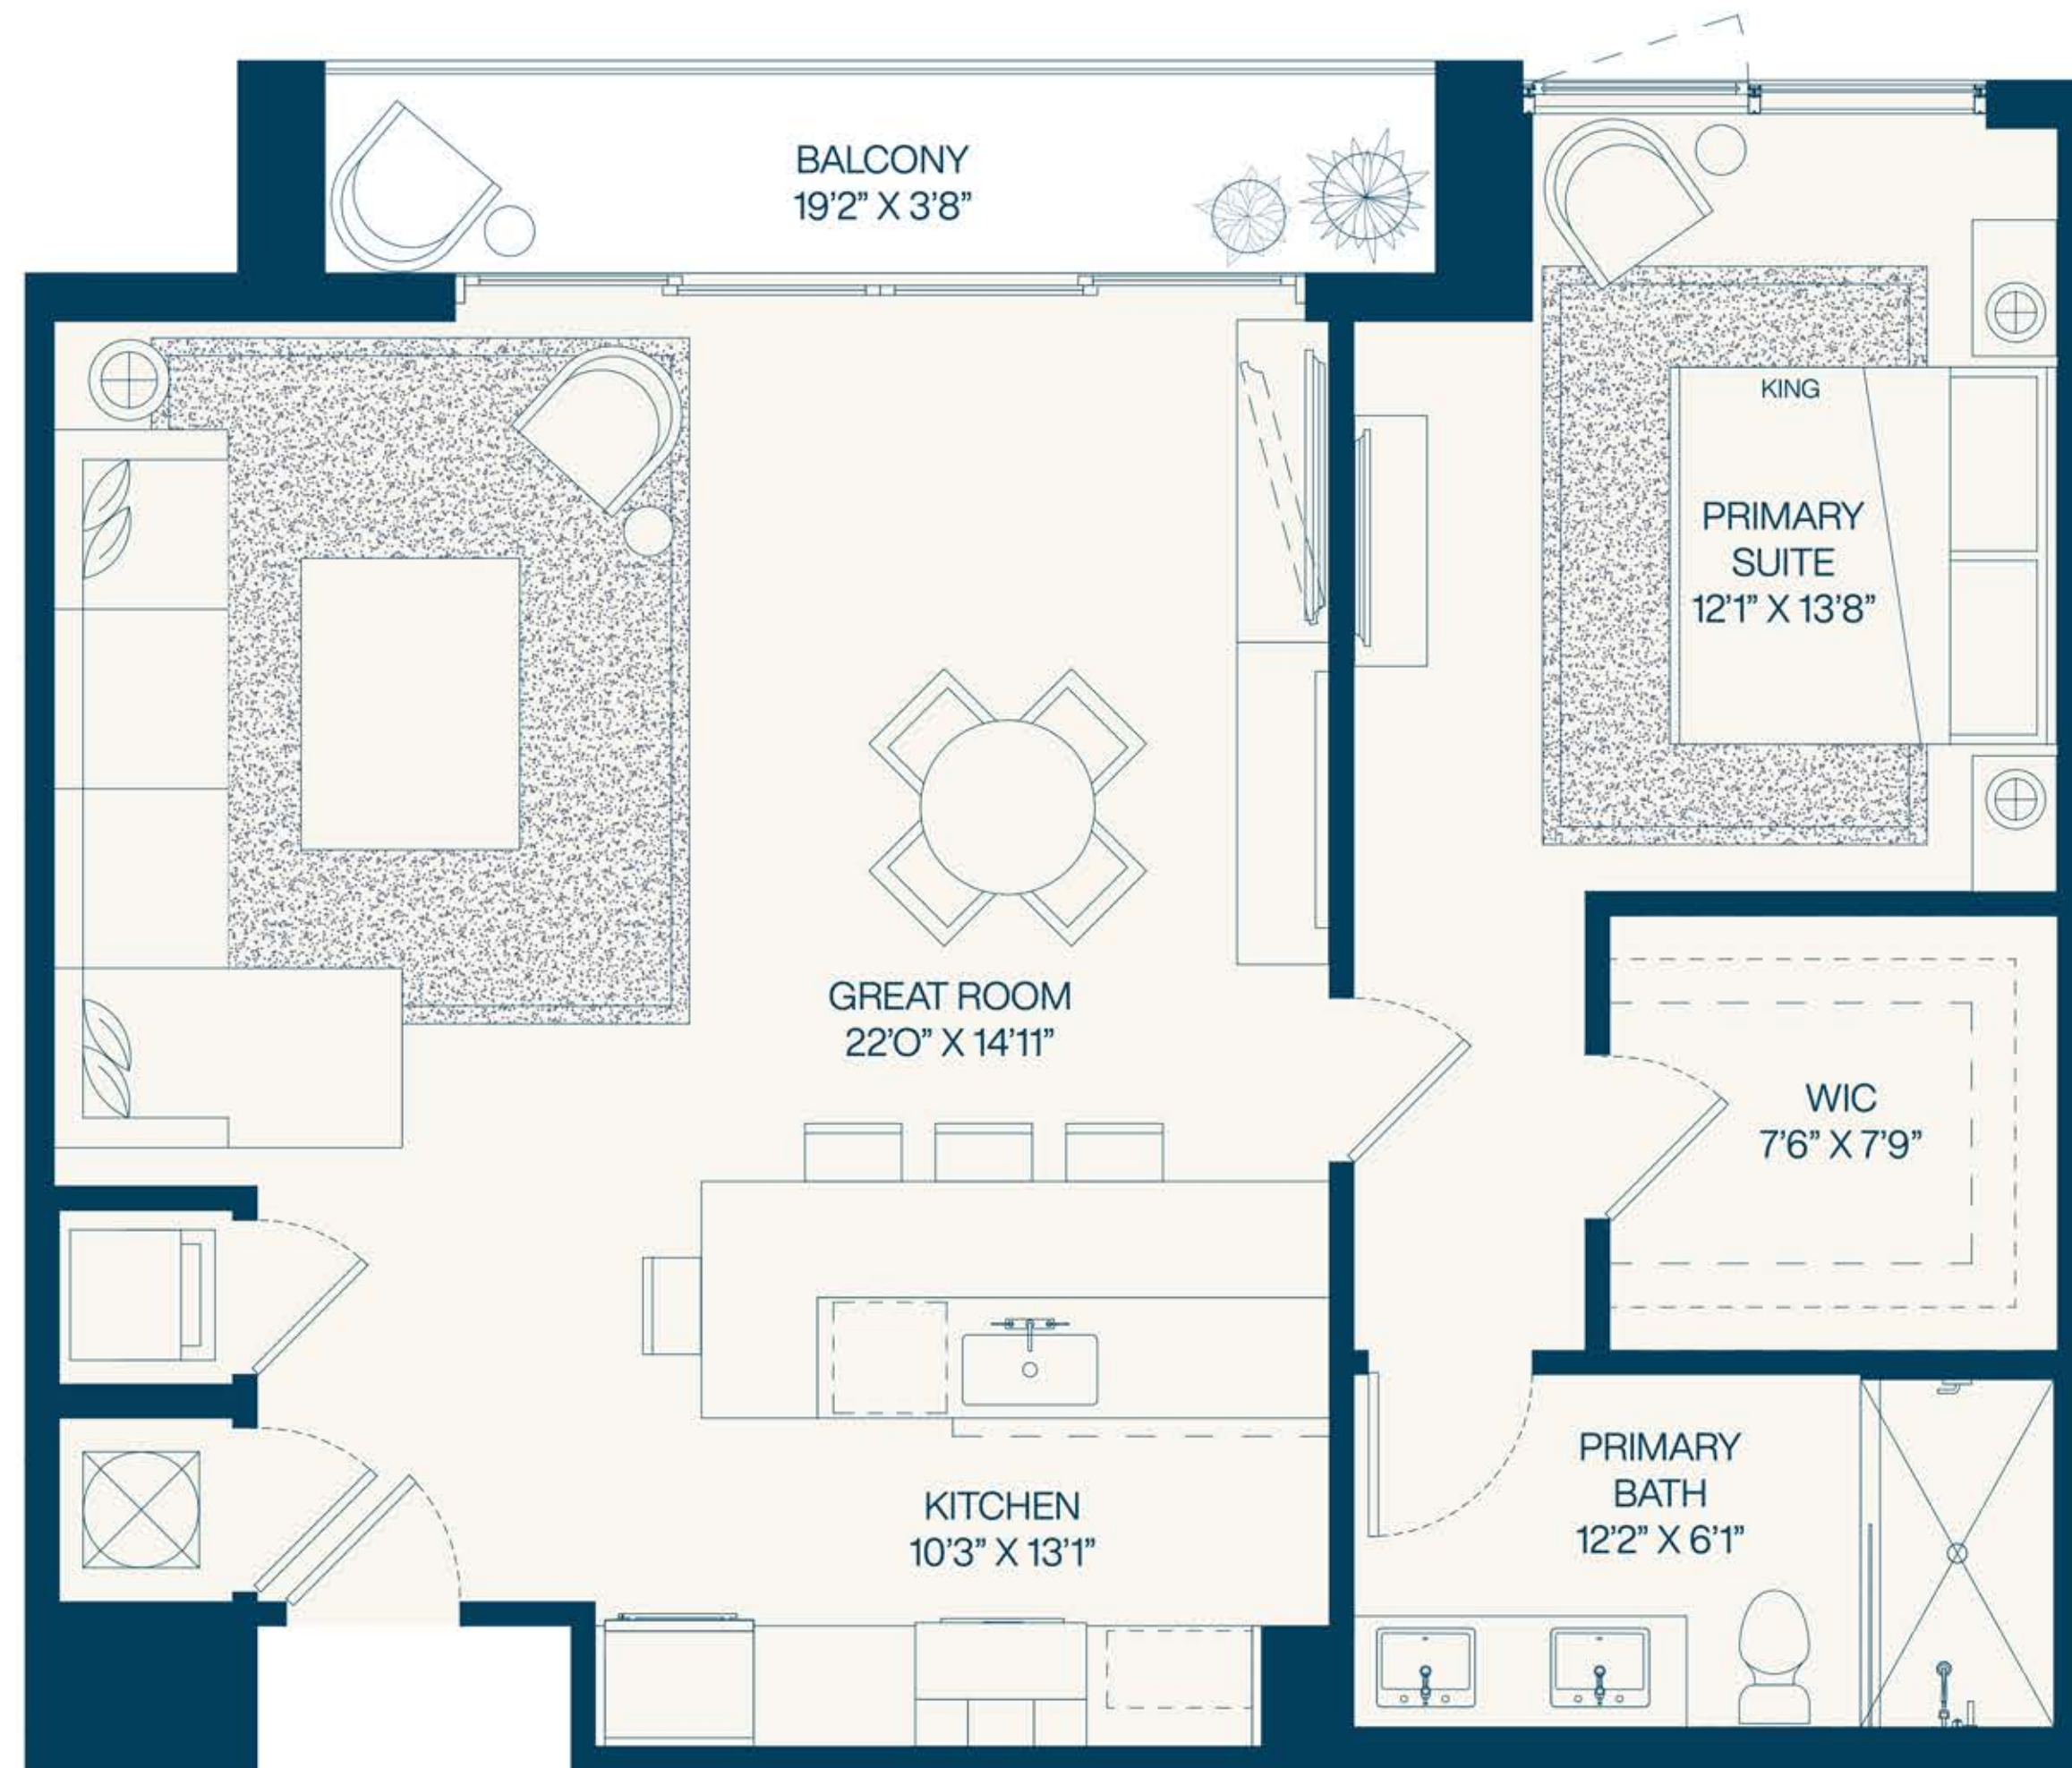 BALCONY
19’2” X 3’8”
KING
PRIMARY
SUITE
12’1” X 13’8”
GREAT ROOM
22’0” X 14’11”
WIC
7’6” X 7’9”
KITCHEN
10’3” X 13’1”
PRIMARY
BATH
12’2” X 6’1”